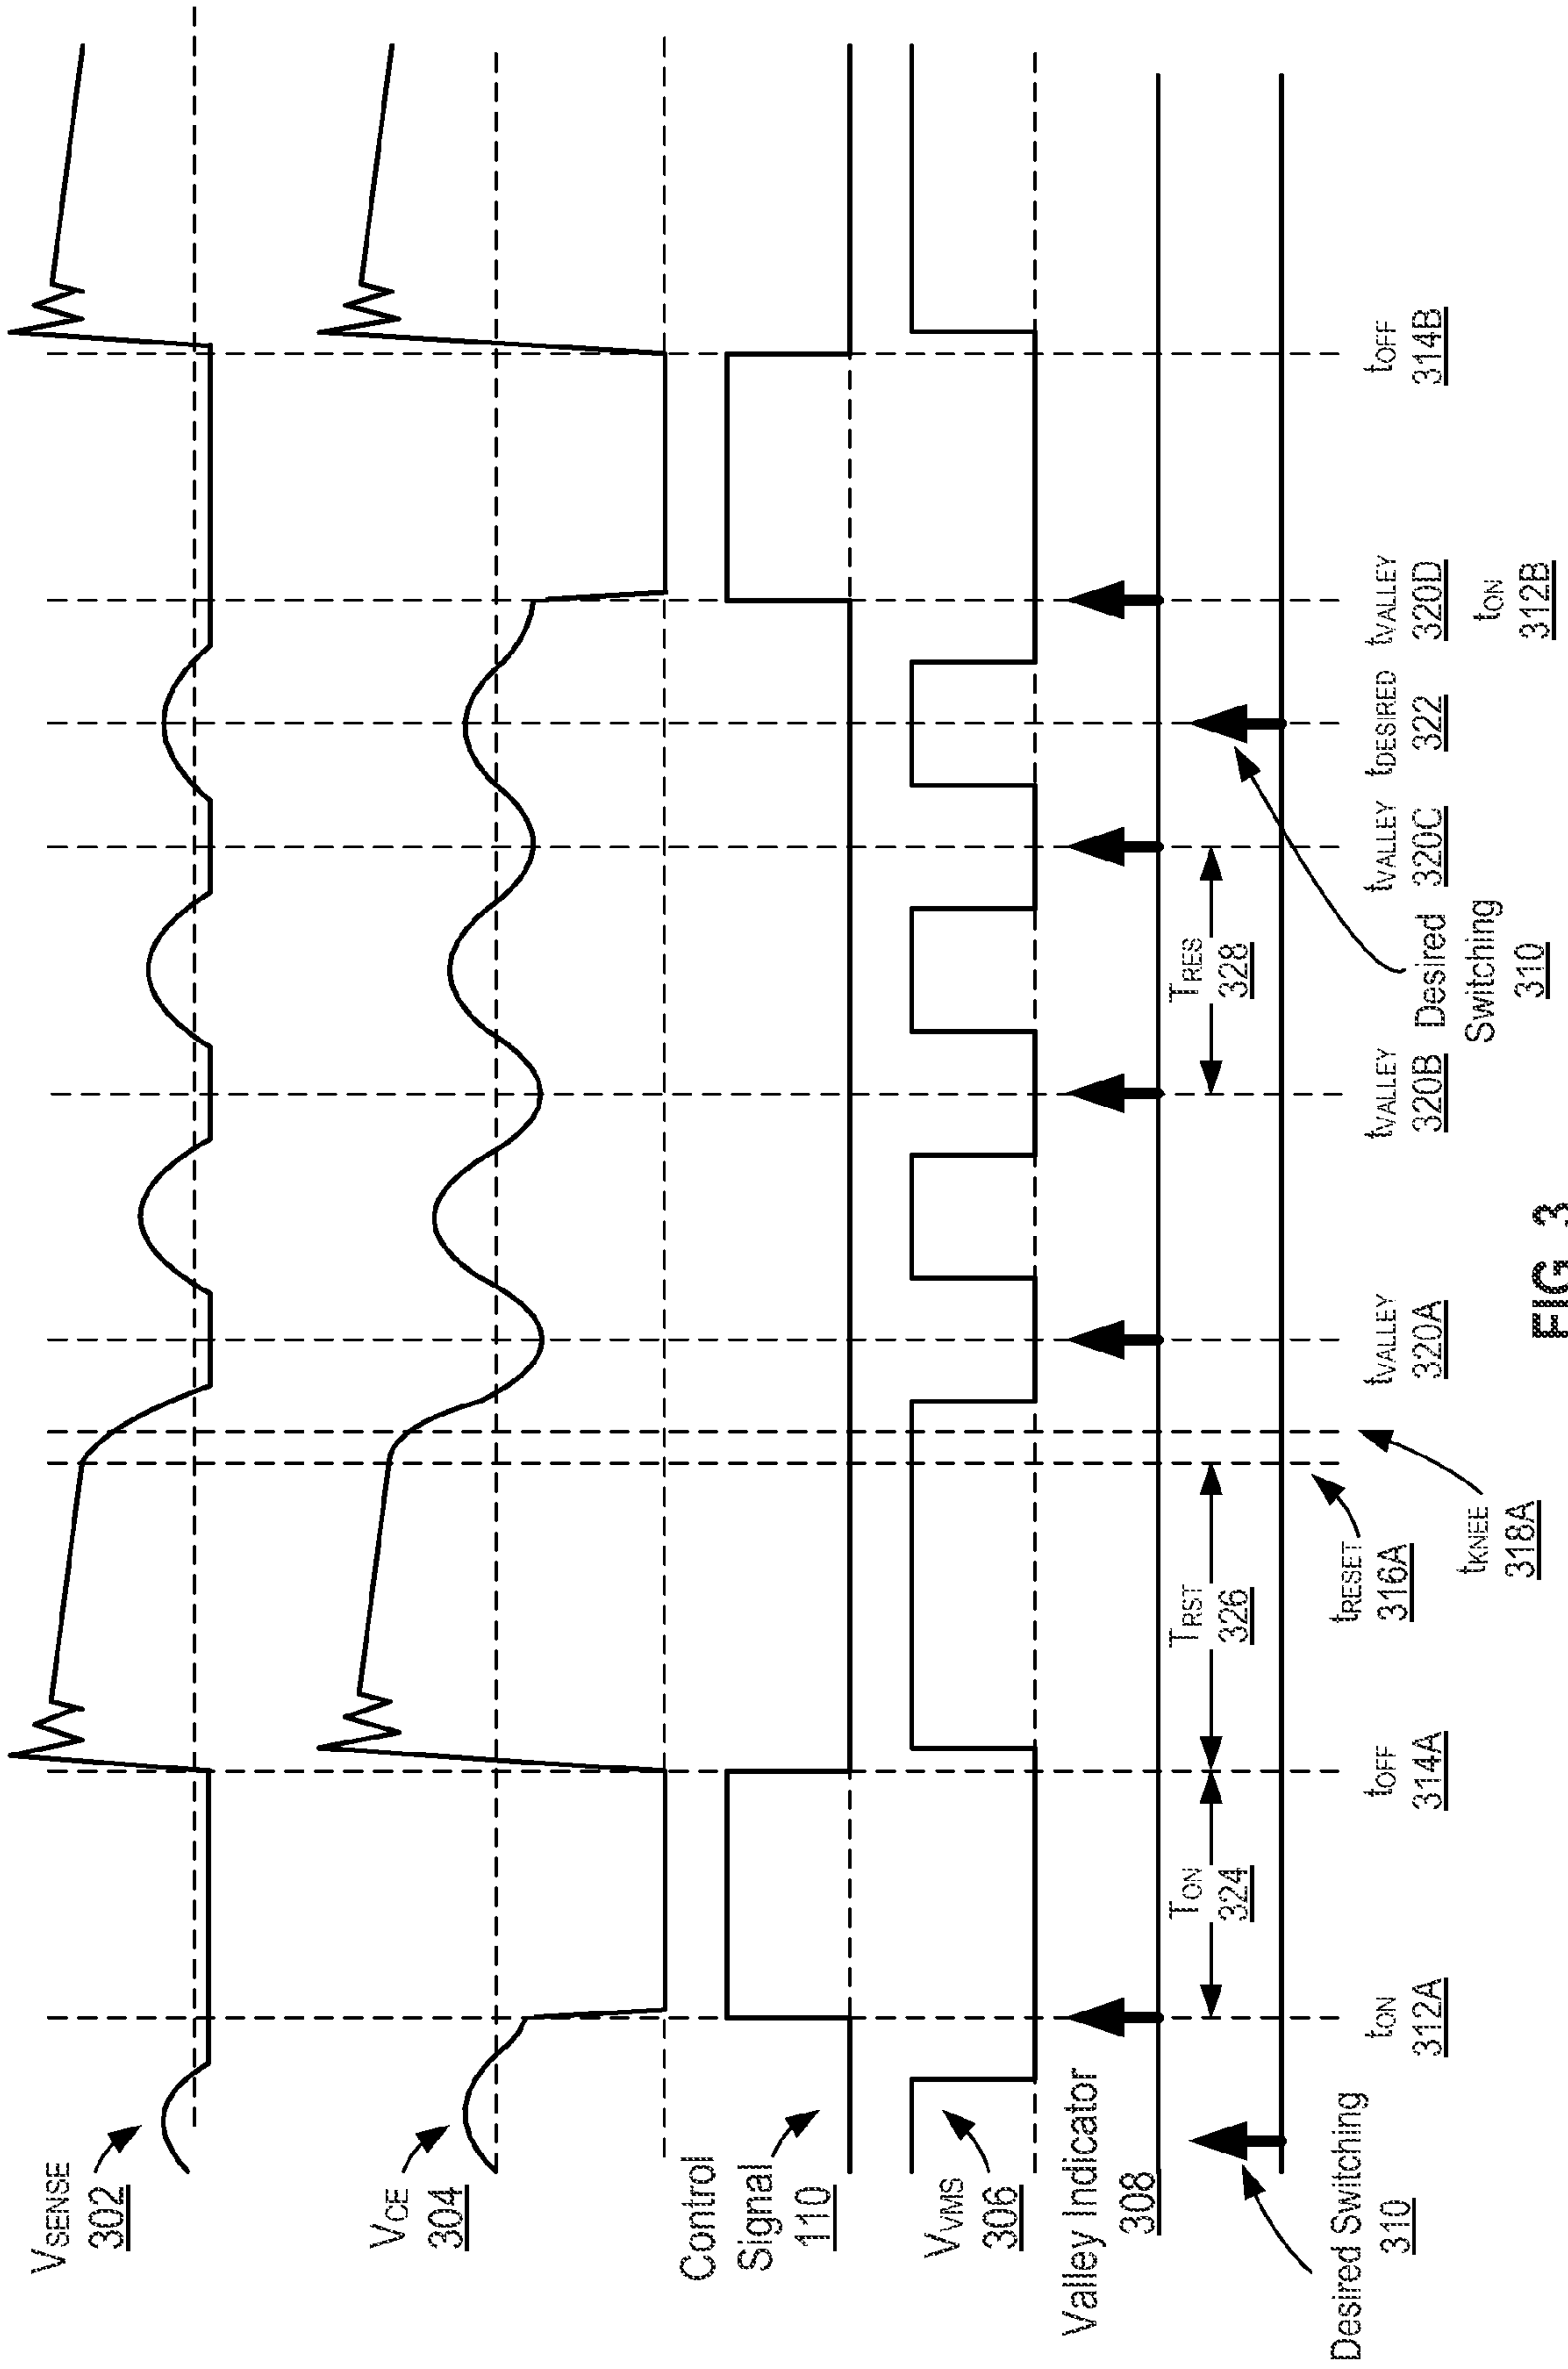 VSENSE
302
VCE
304
Control
Signal
110
VVMS
306
Valley Indicator
308
Desired Switching
310
TON
324
TRST
326
TRES
328
tON
312A
tOFF
314A
tRESET
316A
tKNEE
318A
tVALLEY
320A
tVALLEY
320B
Desired
Switching
310
tVALLEY
320C
tDESIRED
322
tVALLEY
320D
tON
312B
tOFF
314B
FIG. 3